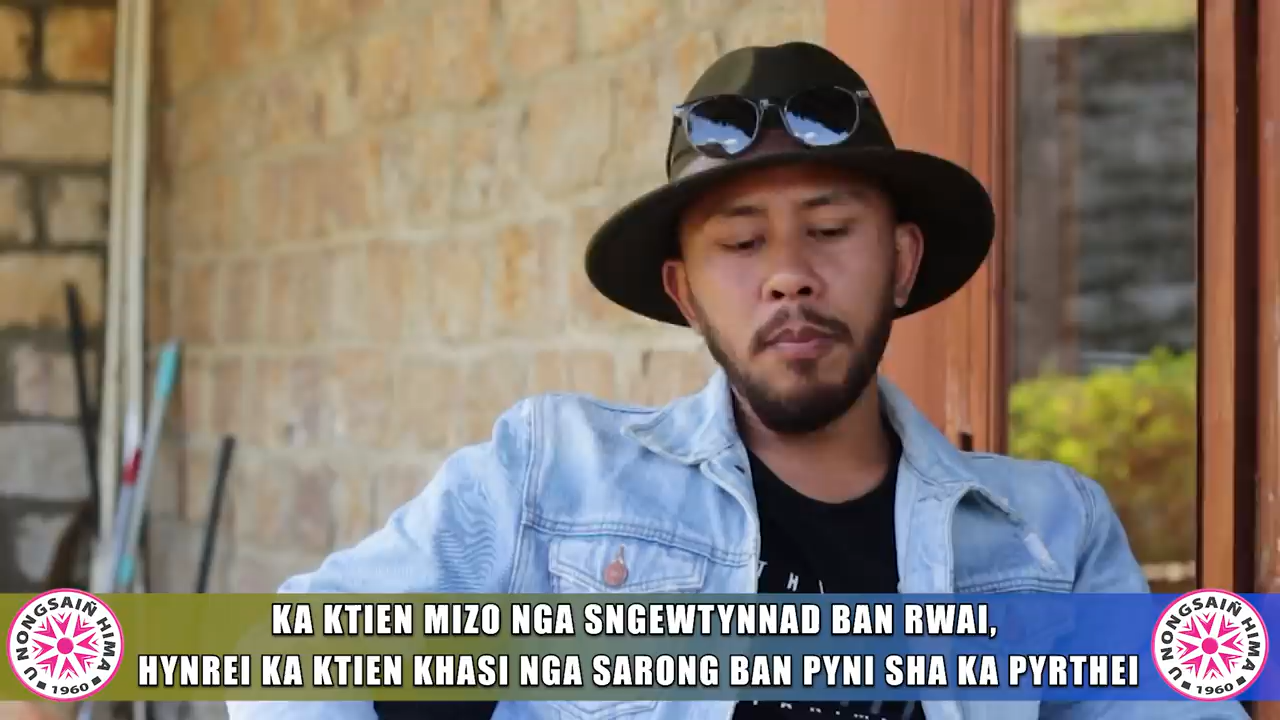 KA KTIEN MIZO NGA SNGEWTYNNAD BAN RWAI,
HYNREI KA KTIEN KHASI NGA SARONG BAN PYNI SHA KA PYRTHEI
U NONGSAIÑ HIMA
1960
U NONGSAIÑ HIMA
1960